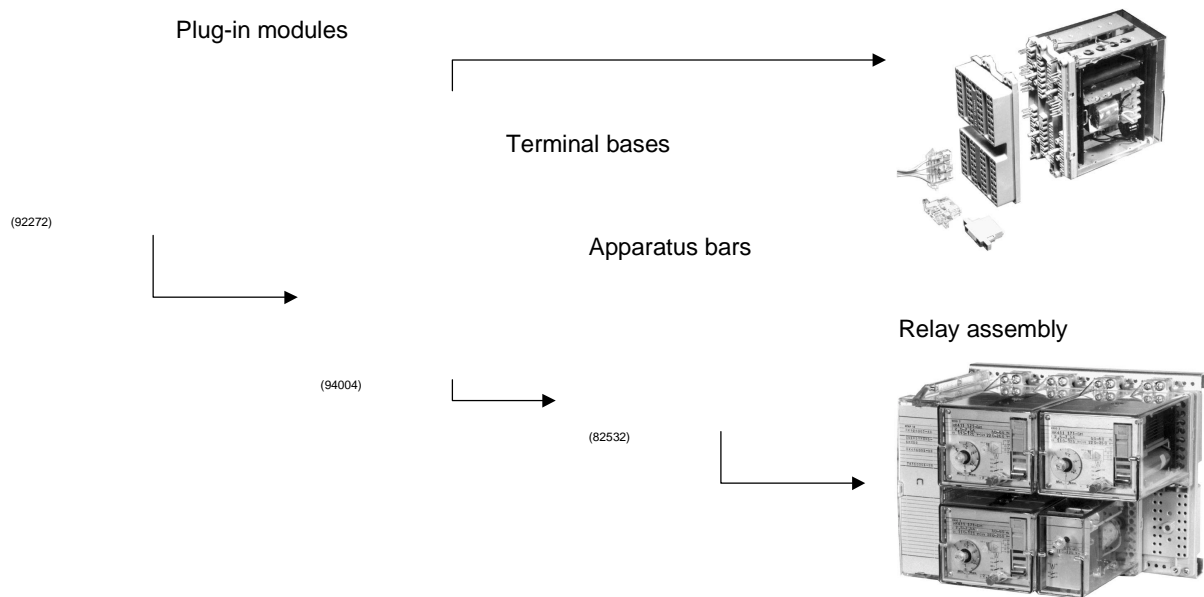 Plug-in modules
Terminal bases
(92272)
Apparatus bars
Relay assembly
(94004)
(82532)